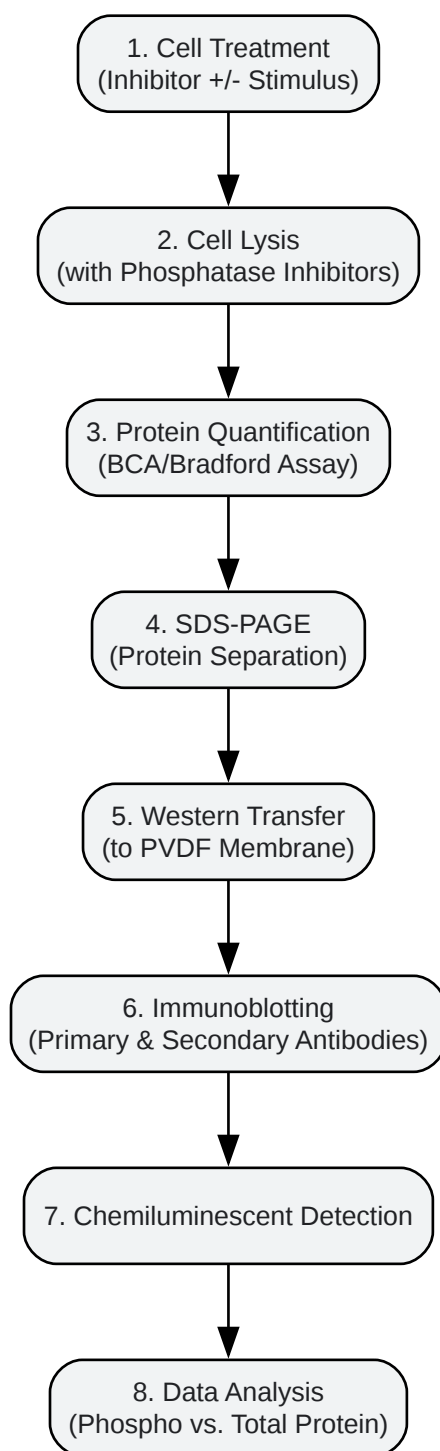 1. Cell Treatment
(Inhibitor +/- Stimulus)
2. Cell Lysis
(with Phosphatase Inhibitors)
3. Protein Quantification
(BCA/Bradford Assay)
4. SDS-PAGE
(Protein Separation)
5. Western Transfer
(to PVDF Membrane)
6. Immunoblotting
(Primary & Secondary Antibodies)
7. Chemiluminescent Detection
8. Data Analysis
(Phospho vs. Total Protein)